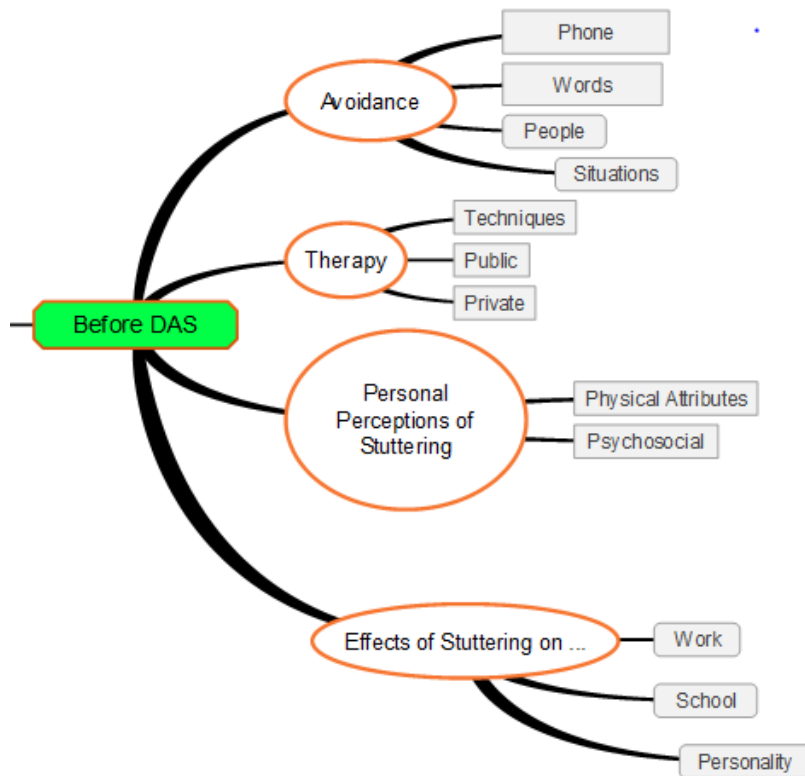 Before DAS
Avoidance
Phone
Words
People
Situations
Therapy
Techniques
Public
Private
Personal
Perceptions of
Stuttering
Physical Attributes
Psychosocial
Effects of Stuttering on ...
Work
School
Personality